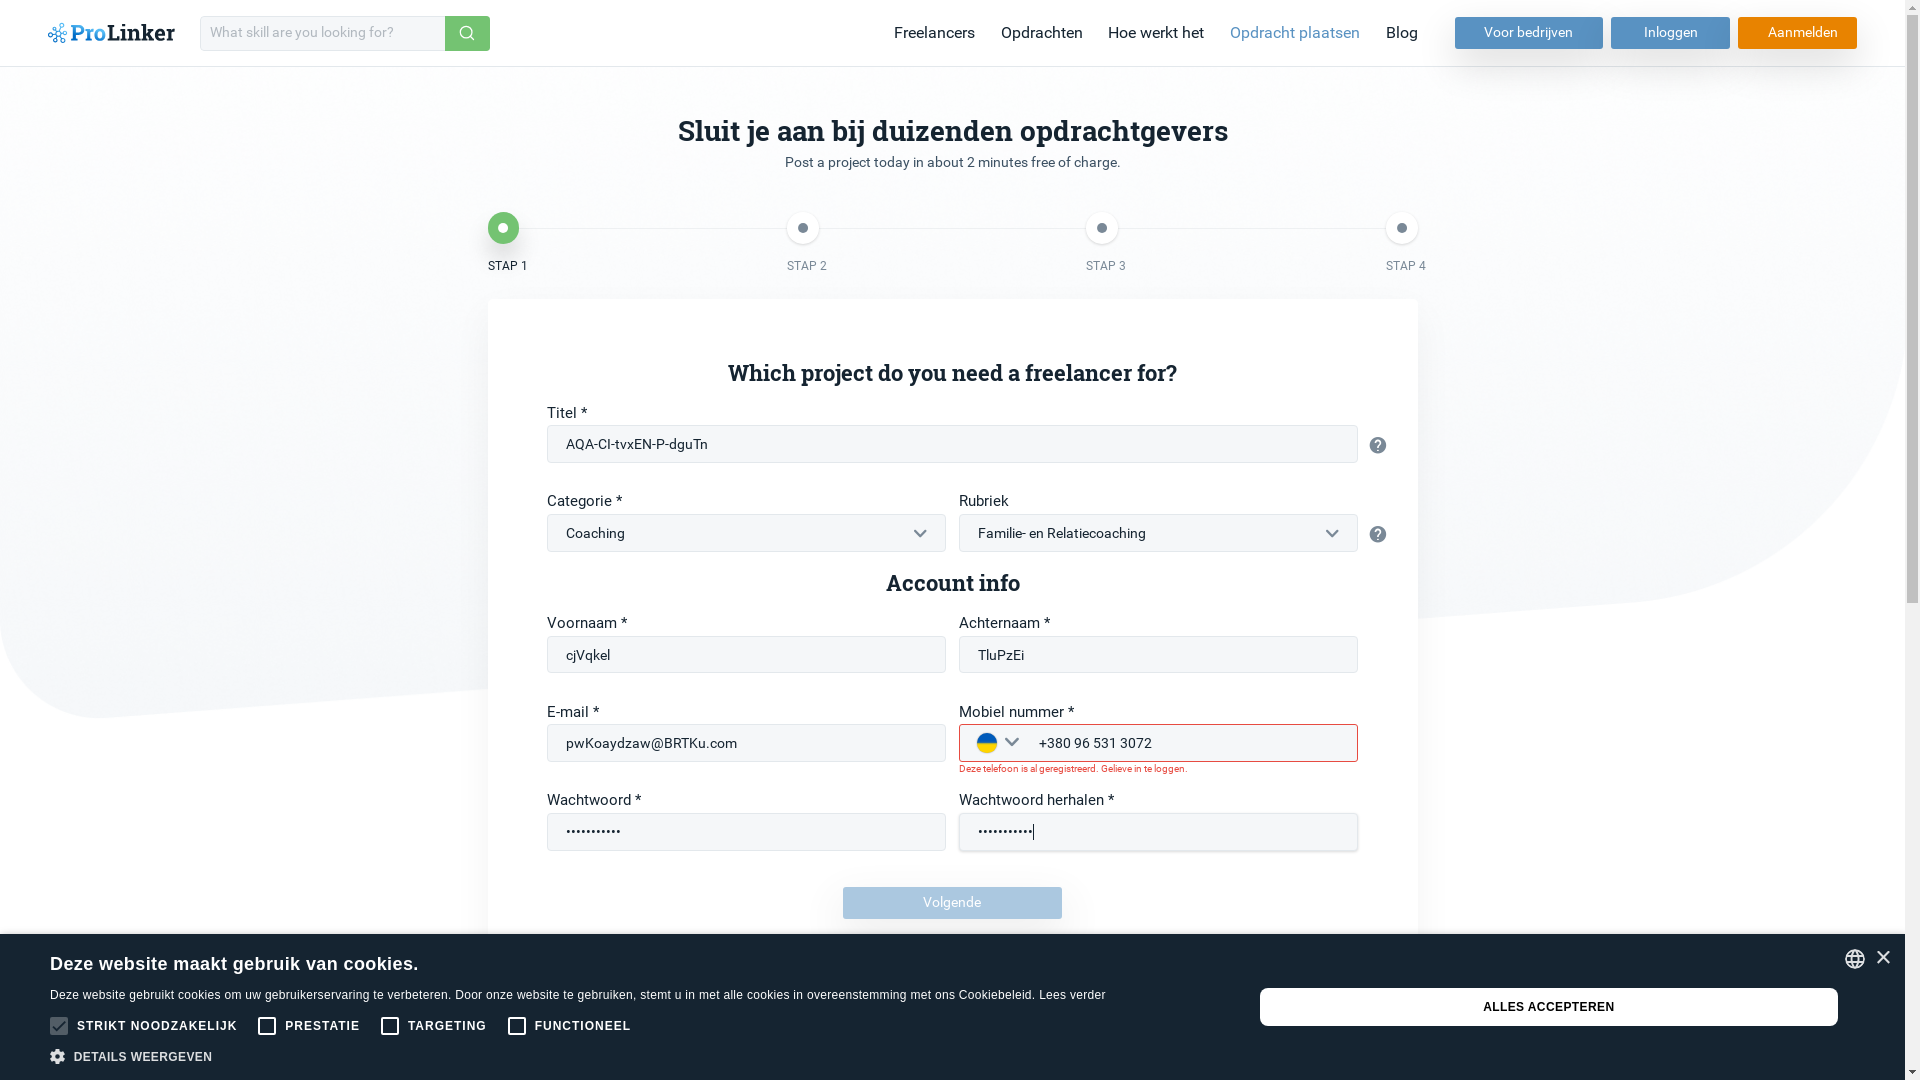 ProLinker
What skill are you looking for?
Freelancers
Opdrachten
Hoe werkt het
Opdracht plaatsen
Blog
Voor bedrijven
Inloggen
Aanmelden
Sluit je aan bij duizenden opdrachtgevers
Post a project today in about 2 minutes free of charge.
STAP 1
STAP 2
STAP 3
STAP 4
Which project do you need a freelancer for?
Titel *
AQA-CI-tvxEN-P-dguTn
Categorie *
Rubriek
Coaching
Familie- en Relatiecoaching
Account info
Voornaam *
Achternaam *
cjVqkel
TluPzEi
E-mail *
Mobiel nummer *
pwKoaydzaw@BRTKu.com
+380 96 531 3072
Deze telefoon is al geregistreerd. Gelieve in te loggen.
Wachtwoord *
Wachtwoord herhalen *
•••••••••••
•••••••••••
Volgende
Deze website maakt gebruik van cookies.
Deze website gebruikt cookies om uw gebruikerservaring te verbeteren. Door onze website te gebruiken, stemt u in met alle cookies in overeenstemming met ons Cookiebeleid. Lees verder
STRIKT NOODZAKELIJK
PRESTATIE
TARGETING
FUNCTIONEEL
DETAILS WEERGEVEN
ALLES ACCEPTEREN